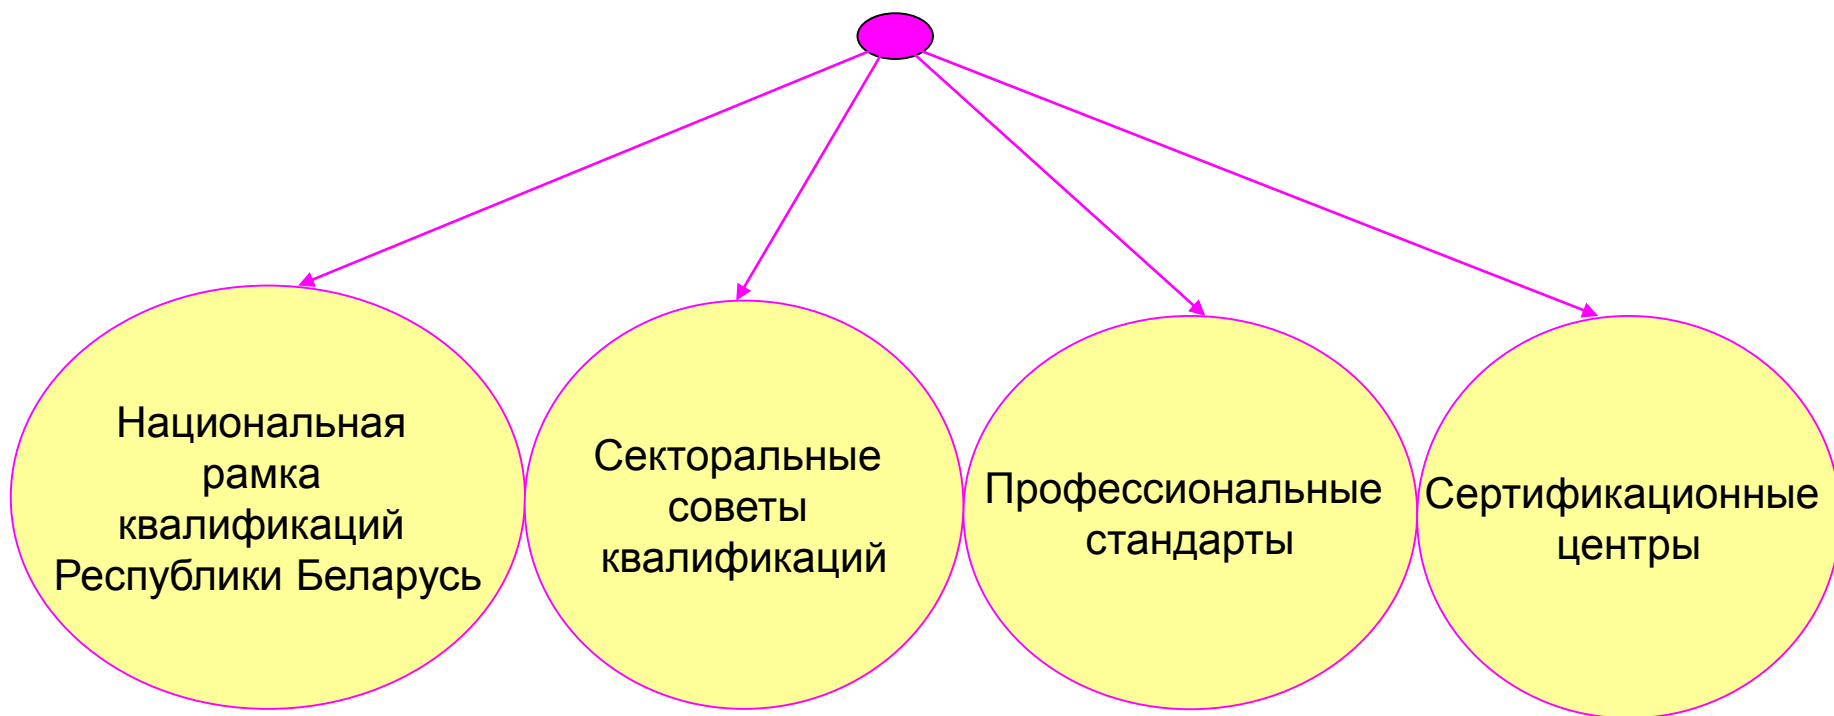 Национальная
рамка
квалификаций
Республики Беларусь
Секторальные
советы
квалификаций
Профессиональные
стандарты
Сертификационные
центры